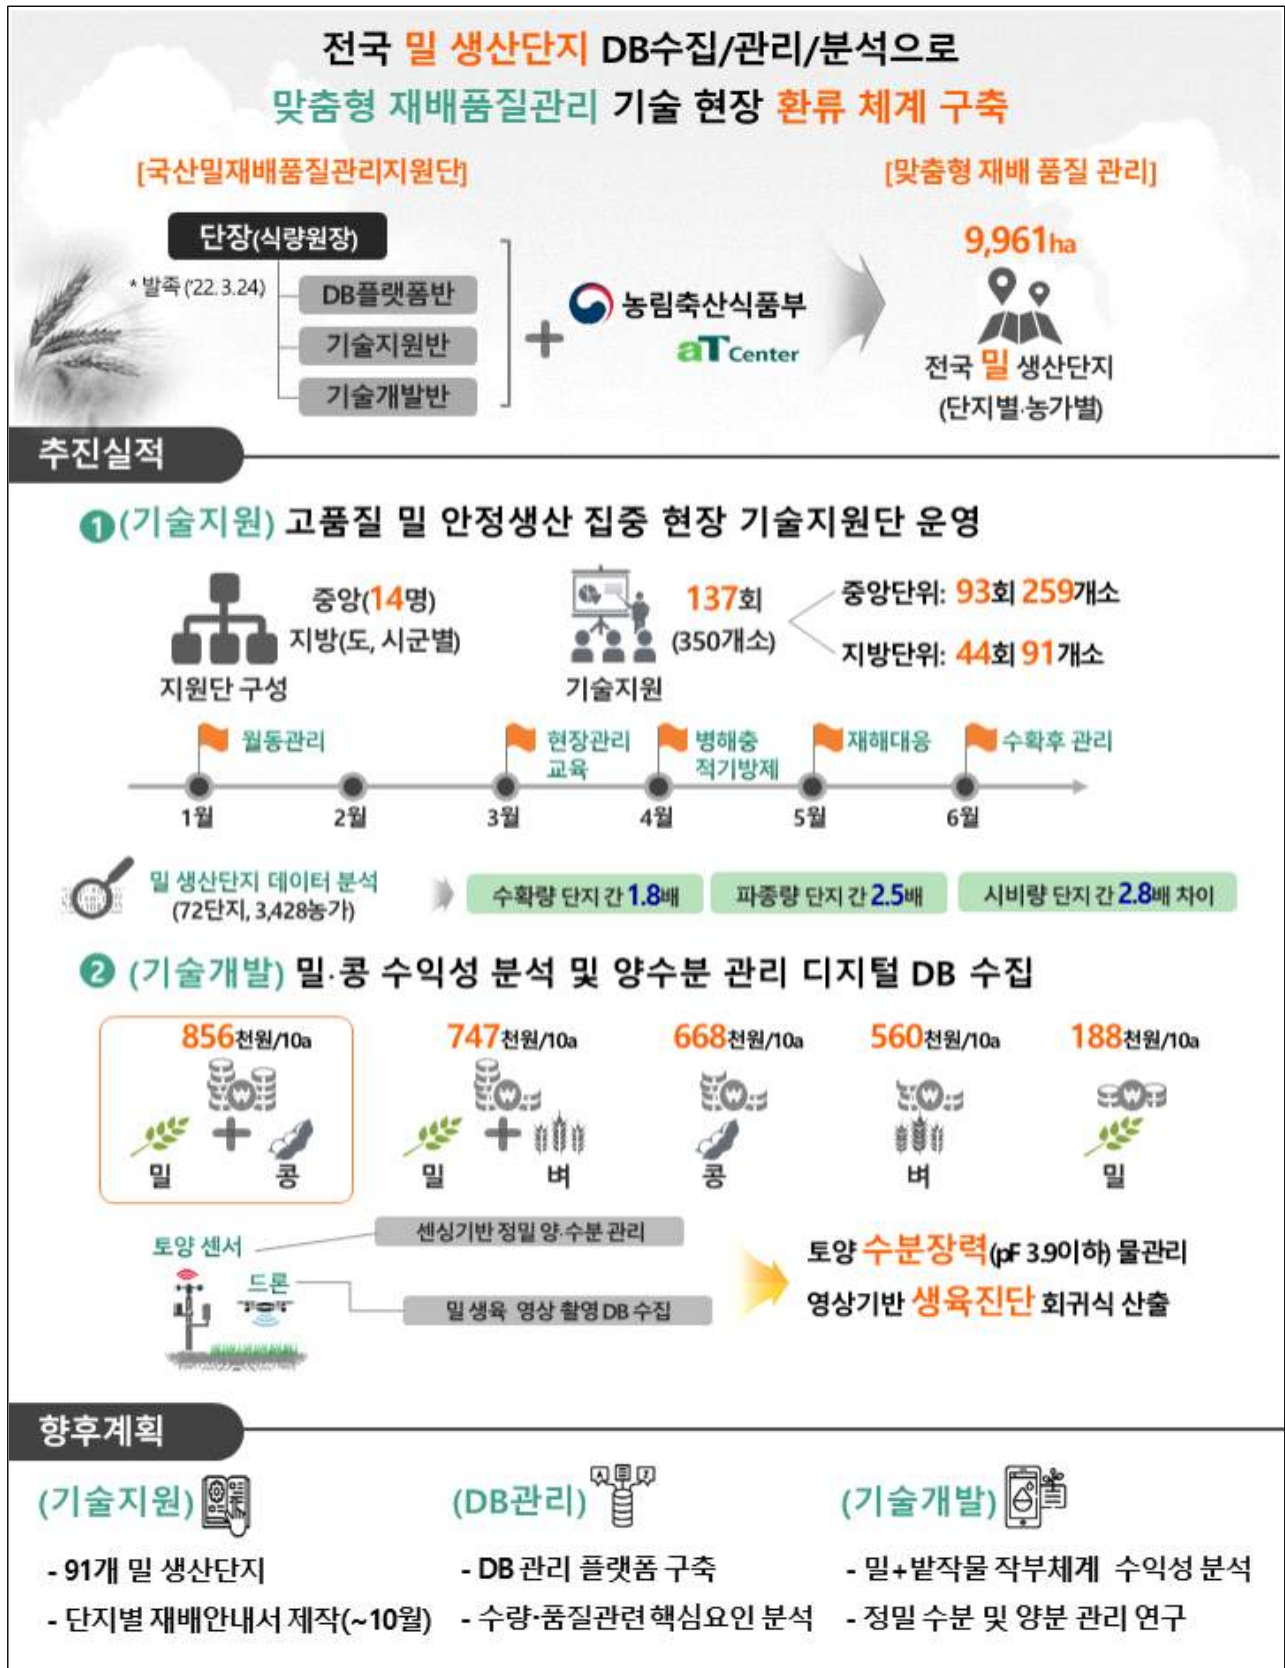 전국 밀 생산단지 DB수집/관리/분석으로
맞춤형 재배품질관리 기술 현장 환류 체계 구축
[국산밀재배품질관리지원단]
[맞춤형 재배 품질 관리]
단장(식량원장)
* 발족 ('22. 3.24)
DB플랫폼반
기술지원반
기술개발반
농림축산식품부
aT Center
9,961ha
전국 밀 생산단지
(단지별·농가별)
추진실적
1 (기술지원) 고품질 밀 안정생산 집중 현장 기술지원단 운영
중앙(14명)
지방(도, 시군별)
지원단 구성
137회
(350개소)
기술지원
중앙단위: 93회 259개소
지방단위: 44회 91개소
월동관리
현장관리
교육
병해충
적기방제
재해대응
수확후 관리
1월 2월 3월 4월 5월 6월
밀 생산단지 데이터 분석
(72단지, 3,428농가)
수확량 단지 간 1.8배
파종량 단지 간 2.5배
시비량 단지 간 2.8배 차이
2 (기술개발) 밀·콩 수익성 분석 및 양수분 관리 디지털 DB 수집
856천원/10a 747천원/10a 668천원/10a 560천원/10a 188천원/10a
밀 + 콩 밀 + 벼 콩 벼 밀
토양 센서
센싱기반 정밀 양·수분 관리
드론
밀 생육 영상 촬영 DB 수집
토양 수분장력(pF 3.9이하) 물관리
영상기반 생육진단 회귀식 산출
향후계획
(기술지원)
- 91개 밀 생산단지
- 단지별 재배안내서 제작(~10월)
(DB관리)
- DB 관리 플랫폼 구축
- 수량·품질관련 핵심요인 분석
(기술개발)
- 밀+밭작물 작부체계 수익성 분석
- 정밀 수분 및 양분 관리 연구